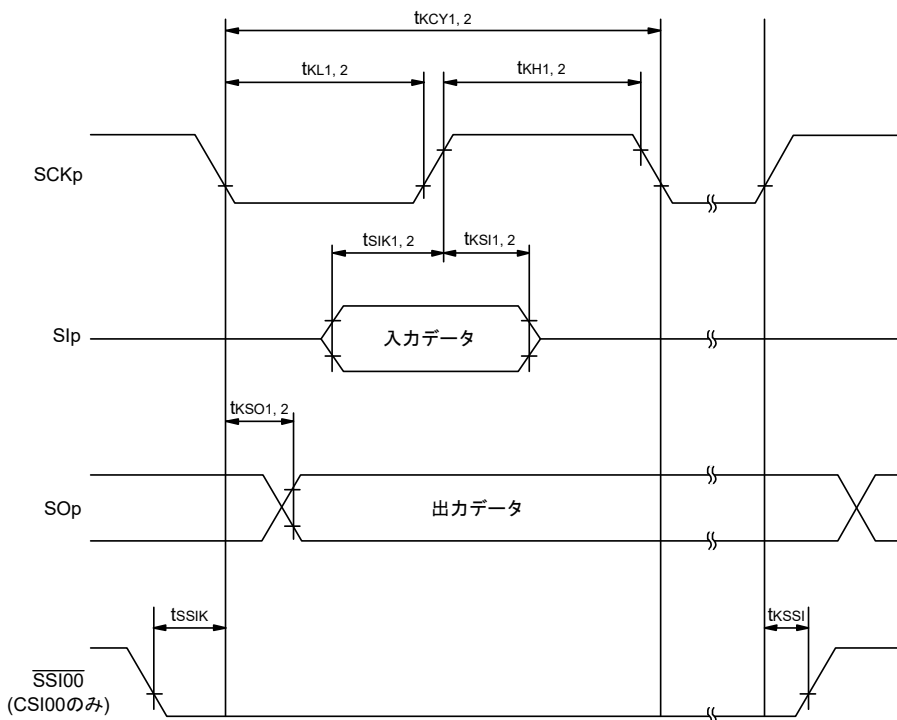 tKCY1, 2
tKL1, 2
tKH1, 2
SCKp
tSIK1, 2
tKSI1, 2
SIp
入力データ
tKSO1, 2
SOp
出力データ
tSSIK
tKSSI
SSI00
(CSI00のみ)